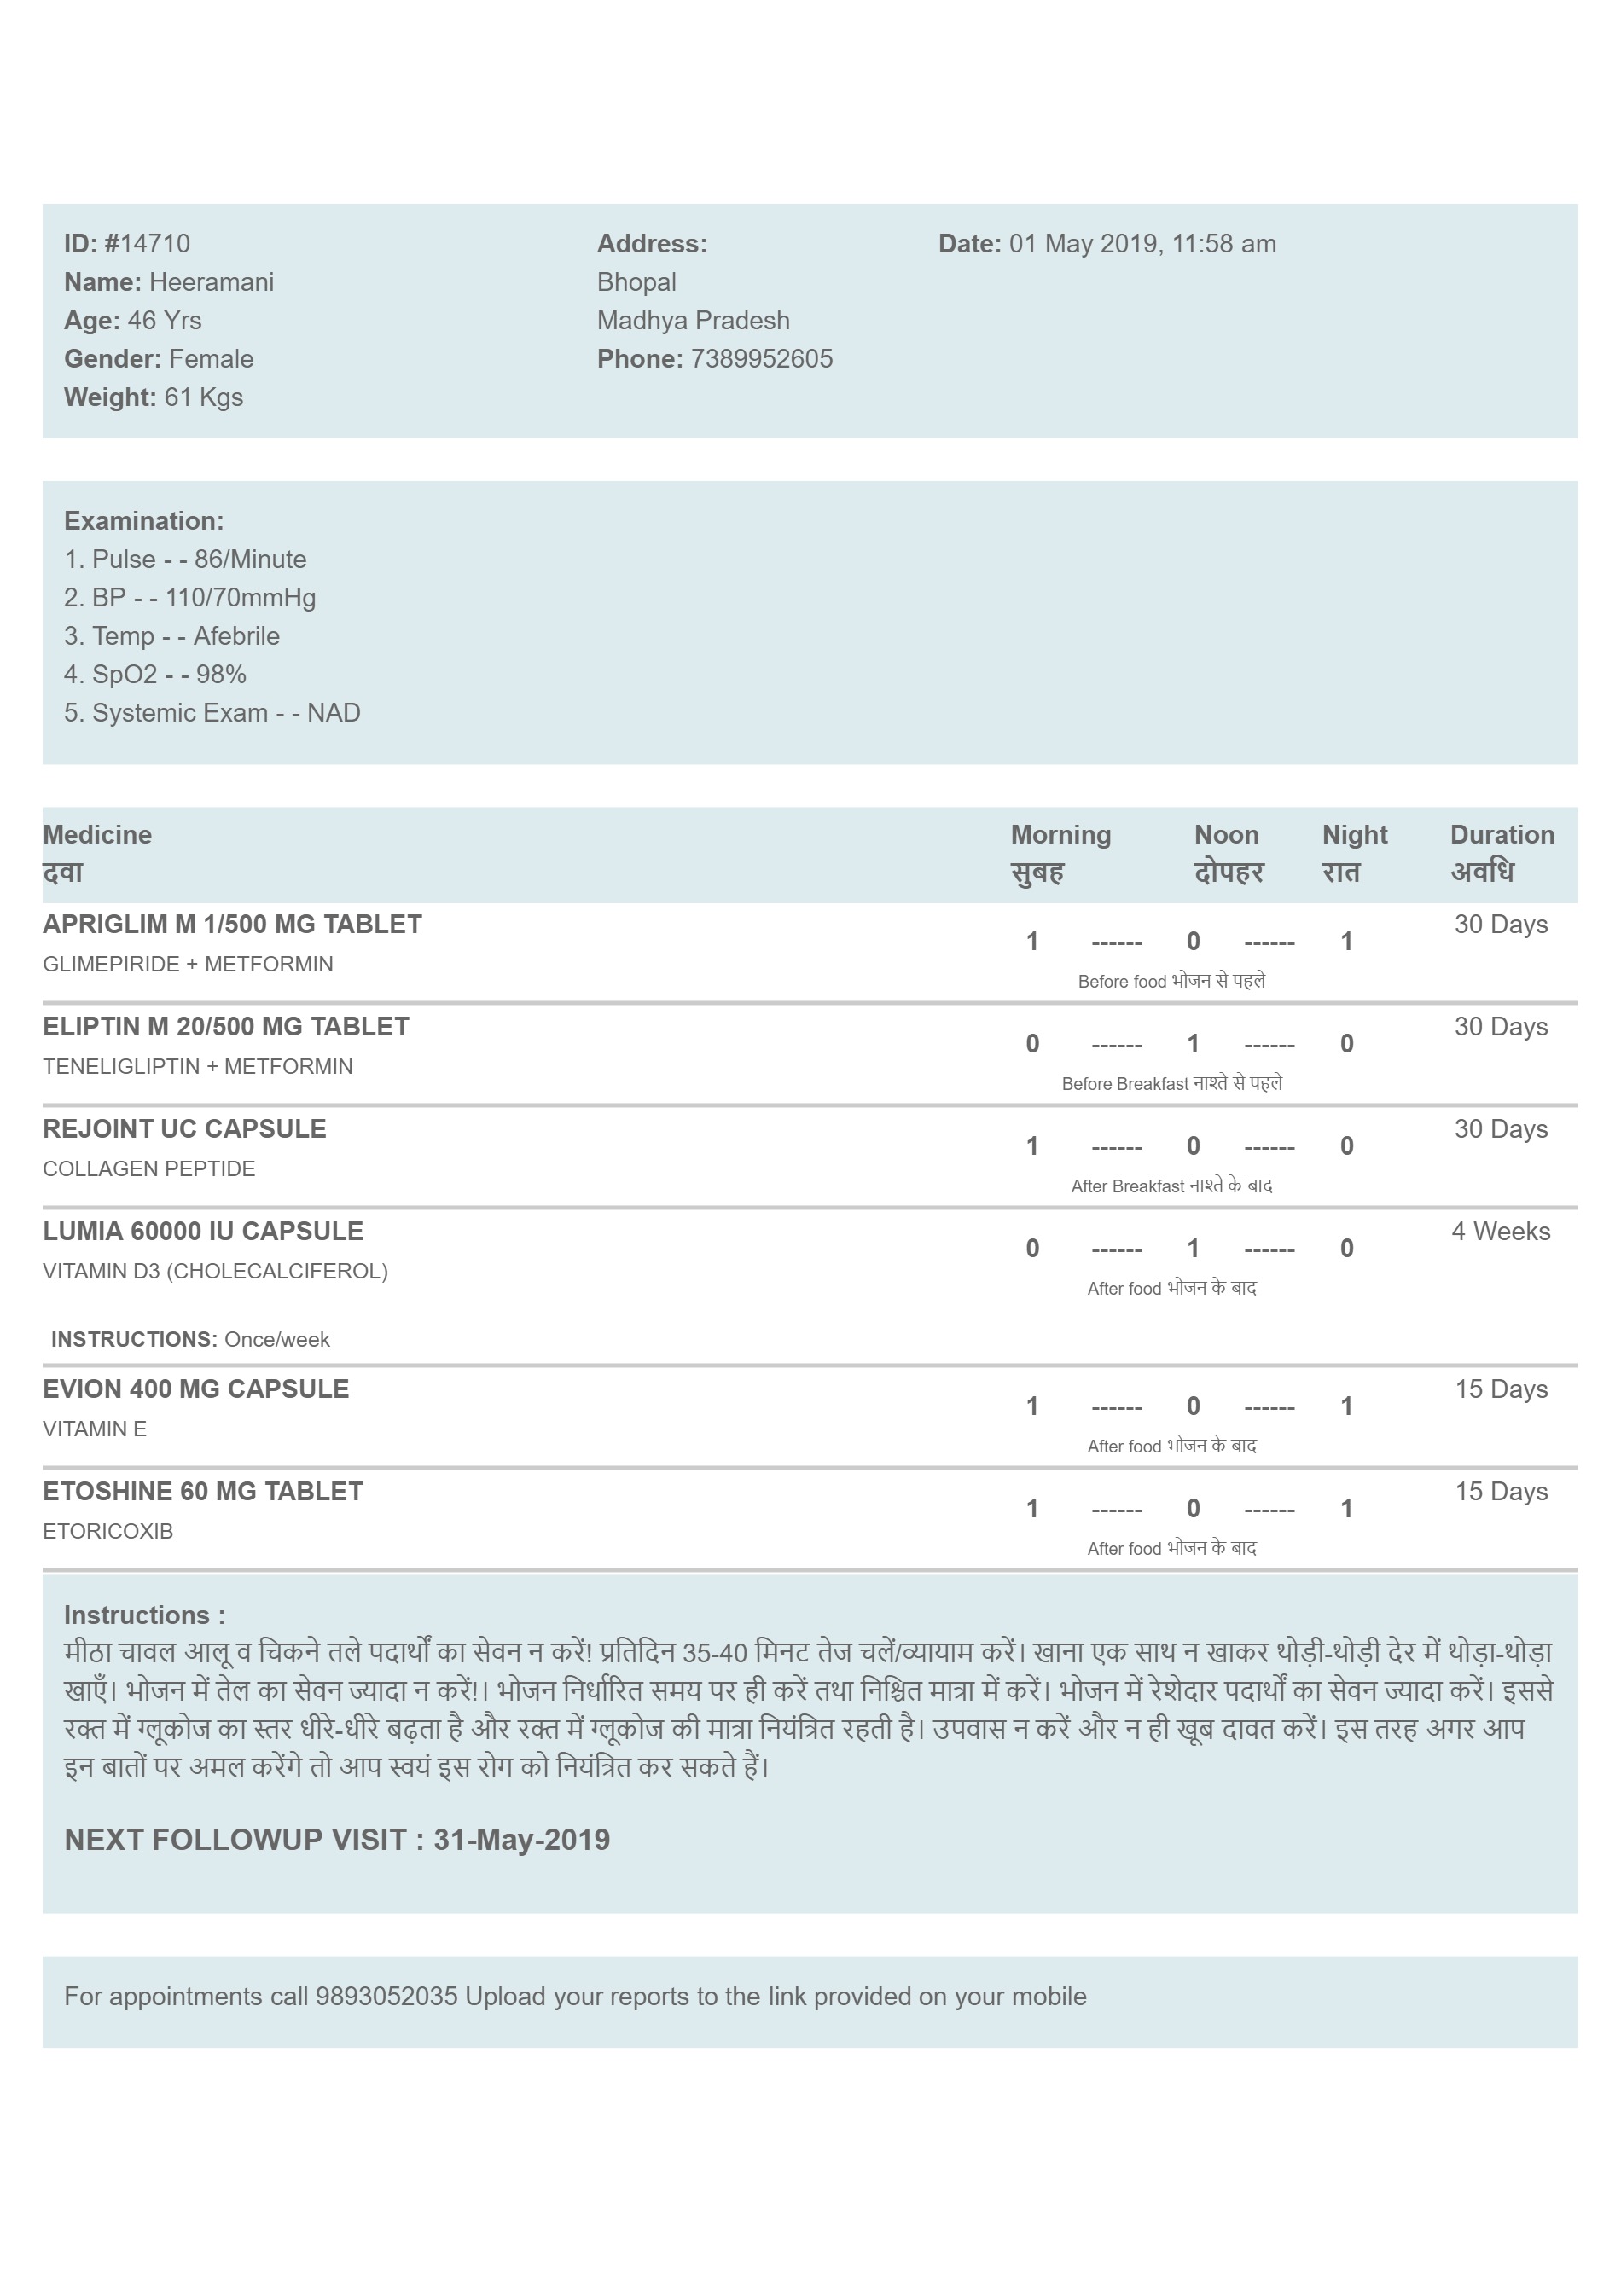 ID: #14710
Name: Heeramani
Age: 46 Yrs
Gender: Female
Weight: 61 Kgs
Address:
Bhopal
Madhya Pradesh
Phone: 7389952605
Date: 01 May 2019, 11:58 am
Examination:
1. Pulse - - 86/Minute
2. BP - - 110/70mmHg
3. Temp - - Afebrile
4. SpO2 - - 98%
5. Systemic Exam - - NAD
Medicine Morning Noon Night Duration
दवा सुबह दोपहर रात अवधि
APRIGLIM M 1/500 MG TABLET 30 Days
1 ------ 0 ------ 1
GLIMEPIRIDE + METFORMIN
Before food भोजन से पहले
ELIPTIN M 20/500 MG TABLET 30 Days
0 ------ 1 ------ 0
TENELIGLIPTIN + METFORMIN
Before Breakfast नाश्ते से पहले
REJOINT UC CAPSULE 30 Days
1 ------ 0 ------ 0
COLLAGEN PEPTIDE
After Breakfast नाश्ते के बाद
LUMIA 60000 IU CAPSULE 4 Weeks
0 ------ 1 ------ 0
VITAMIN D3 (CHOLECALCIFEROL)
After food भोजन के बाद
INSTRUCTIONS: Once/week
EVION 400 MG CAPSULE 15 Days
1 ------ 0 ------ 1
VITAMIN E
After food भोजन के बाद
ETOSHINE 60 MG TABLET 15 Days
1 ------ 0 ------ 1
ETORICOXIB
After food भोजन के बाद
Instructions :
मीठा चावल आलू व चिकने तले पदार्थों का सेवन न करें! प्रतिदिन 35-40 मिनट तेज चलें/व्यायाम करें। खाना एक साथ न खाकर थोड़ी-थोड़ी देर में थोड़ा-थोड़ा
खाएँ। भोजन में तेल का सेवन ज्यादा न करें!। भोजन निर्धारित समय पर ही करें तथा निश्चित मात्रा में करें। भोजन में रेशेदार पदार्थों का सेवन ज्यादा करें। इससे
रक्त में ग्लूकोज का स्तर धीरे-धीरे बढ़ता है और रक्त में ग्लूकोज की मात्रा नियंत्रित रहती है। उपवास न करें और न ही खूब दावत करें। इस तरह अगर आप
इन बातों पर अमल करेंगे तो आप स्वयं इस रोग को नियंत्रित कर सकते हैं।
NEXT FOLLOWUP VISIT : 31-May-2019
For appointments call 9893052035 Upload your reports to the link provided on your mobile